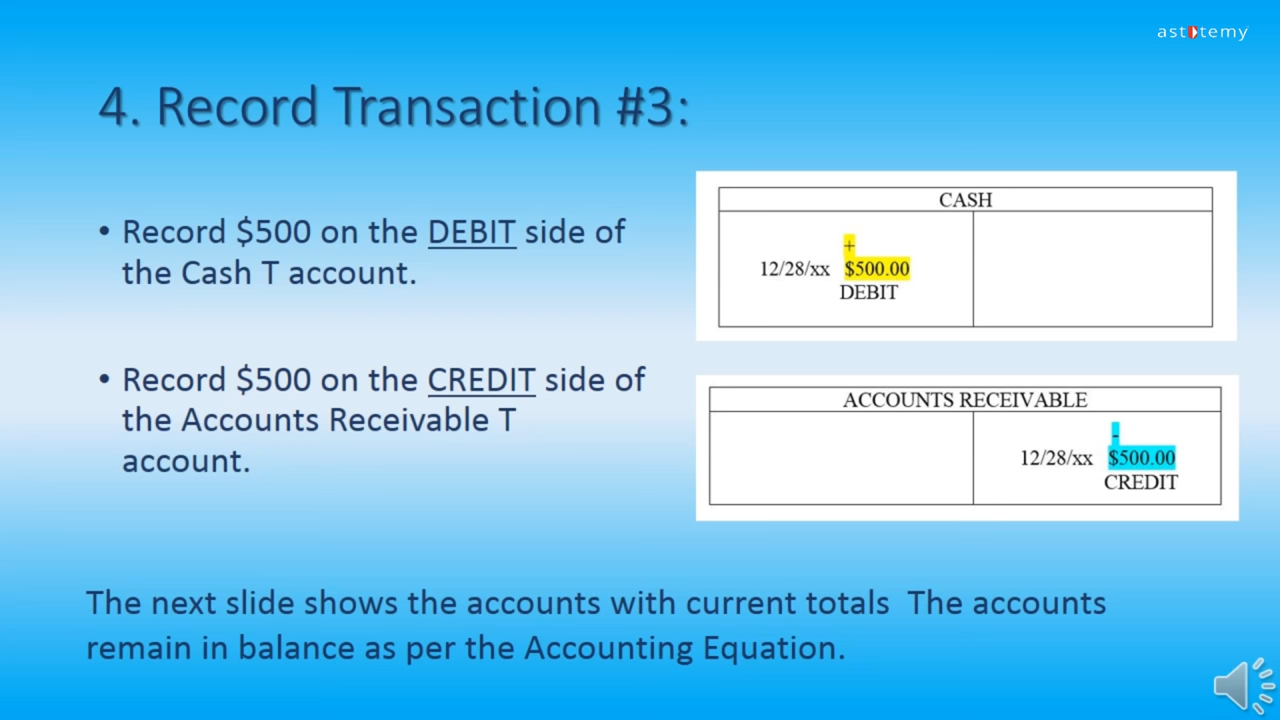 ast temy
4. Record Transaction #3:
• Record $500 on the DEBIT side of
the Cash T account.
• Record $500 on the CREDIT side of
the Accounts Receivable T
account.
CASH
+
12/28/xx $500.00
DEBIT
ACCOUNTS RECEIVABLE
-
12/28/xx $500.00
CREDIT
The next slide shows the accounts with current totals  The accounts
remain in balance as per the Accounting Equation.